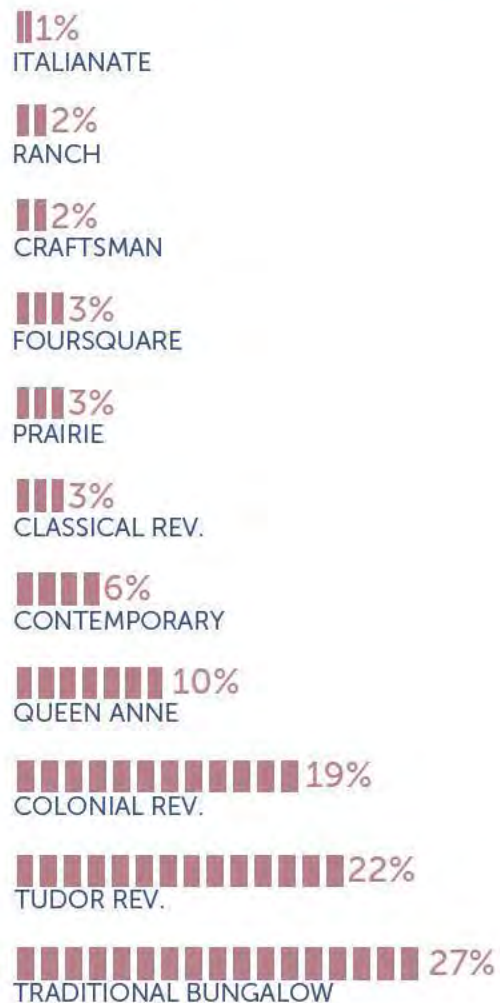 1%
ITALIANATE
2%
RANCH
2%
CRAFTSMAN
3%
FOURSQUARE
3%
PRAIRIE
3%
CLASSICAL REV.
6%
CONTEMPORARY
10%
QUEEN ANNE
19%
COLONIAL REV.
22%
TUDOR REV.
27%
TRADITIONAL BUNGALOW